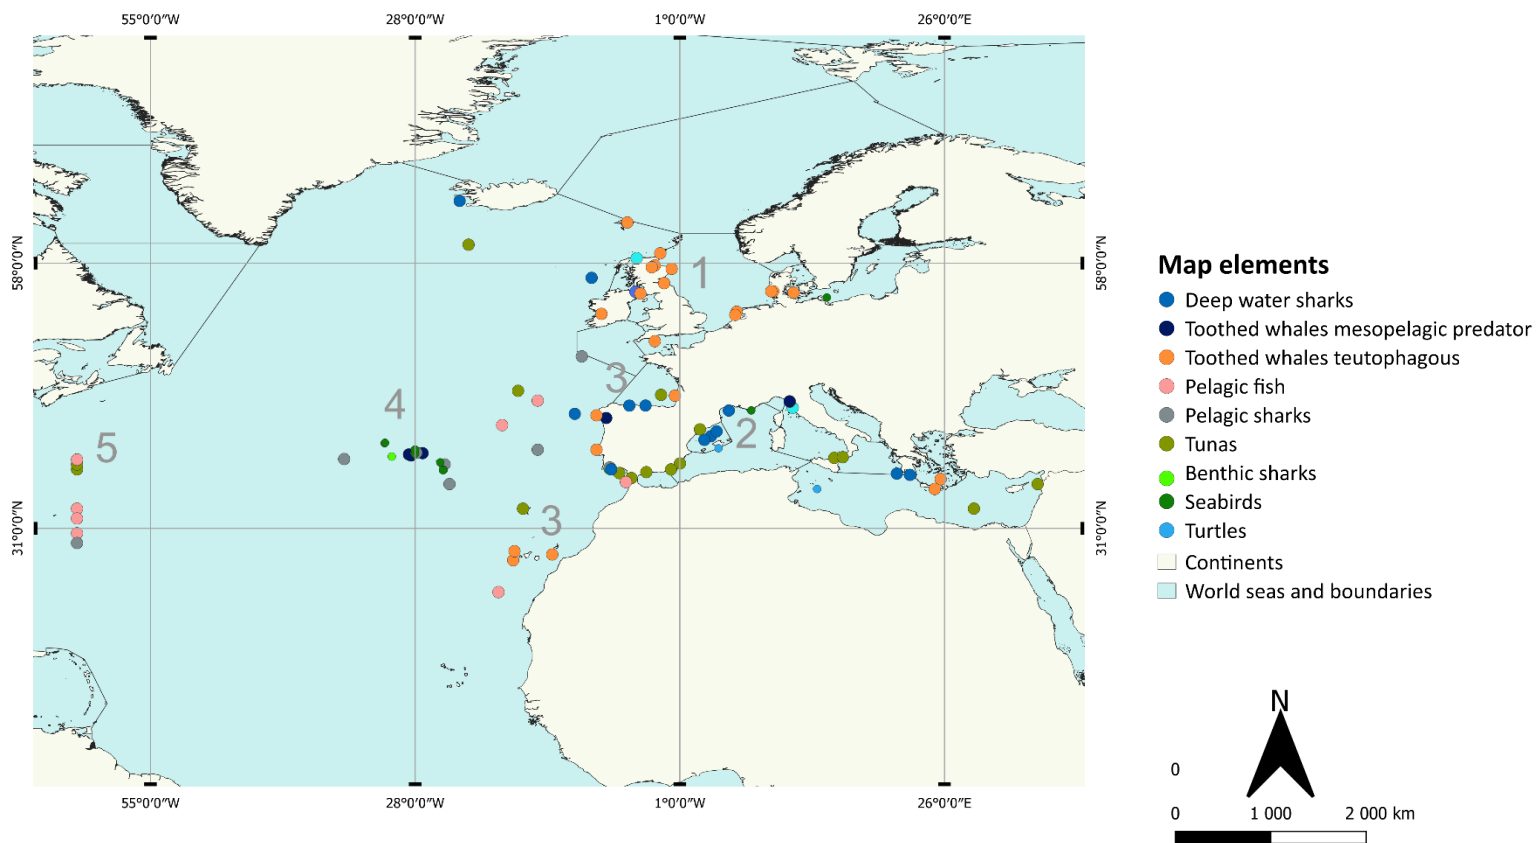 55°0'0"W 28°0'0"W 1°0'0"W 26°0'0"E
58°0'0"N
58°0'0"N
1
Map elements
Deep water sharks
Toothed whales mesopelagic predator
Toothed whales teutophagous
3
Pelagic fish
4
Pelagic sharks
2
5
Tunas
Benthic sharks
Seabirds
3
31°0'0"N
31°0'0"N
Turtles
Continents
World seas and boundaries
N
0
55°0'0"W 28°0'0"W 1°0'0"W 26°0'0"E
0 1 000 2 000 km